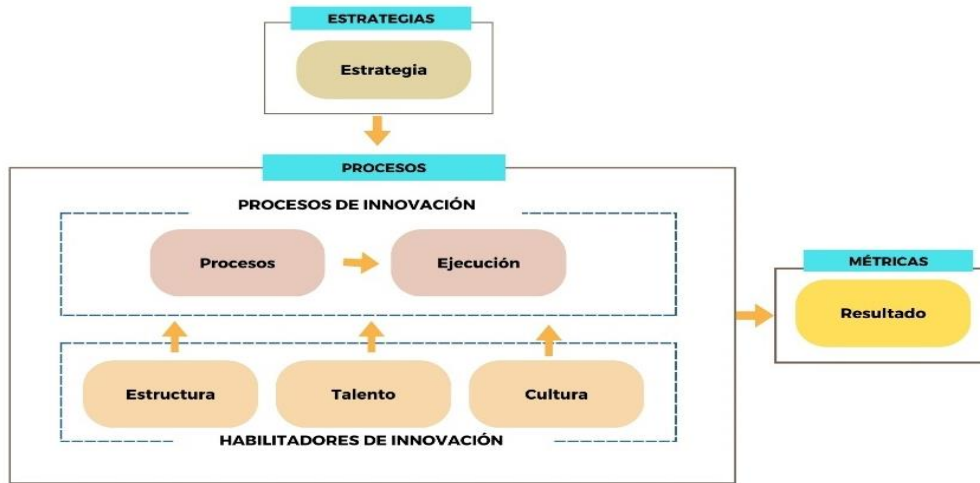 ESTRATEGIAS
Estrategia
PROCESOS
PROCESOS DE INNOVACIÓN
Procesos
Ejecución
MÉTRICAS
Resultado
Estructura
Talento
Cultura
HABILITADORES DE INNOVACIÓN